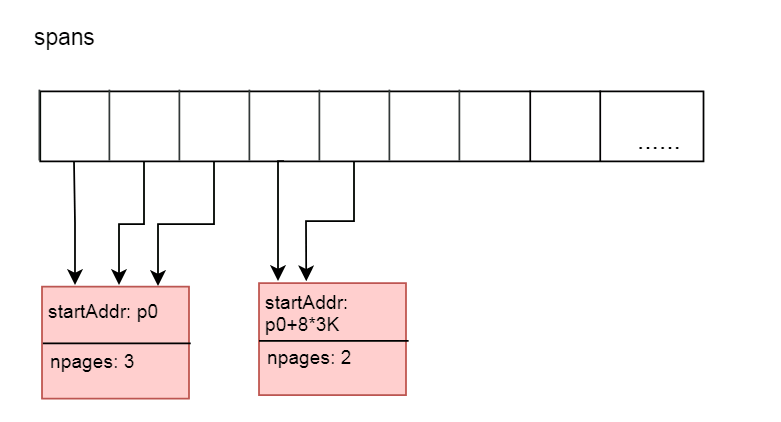 spans
......
startAddr: p0
npages: 3
startAddr:
p0+8*3K
npages: 2